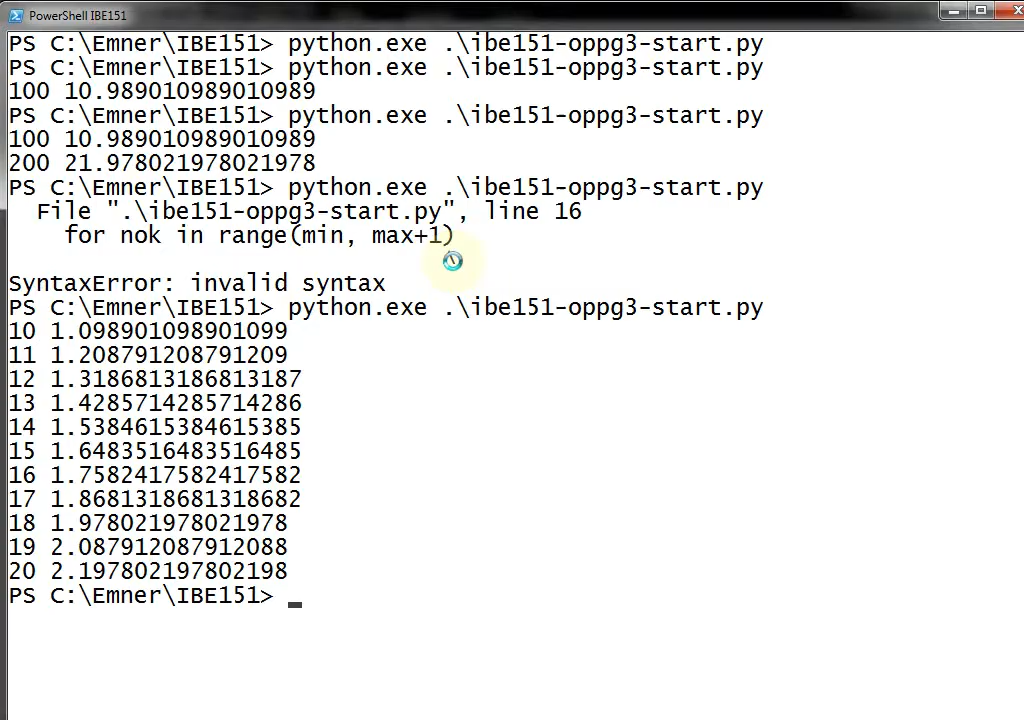 PowerShell IBE151
PS C:\Emner\IBE151> python.exe .\ibe151-oppg3-start.py
PS C:\Emner\IBE151> python.exe .\ibe151-oppg3-start.py
100 10.989010989010989
PS C:\Emner\IBE151> python.exe .\ibe151-oppg3-start.py
100 10.989010989010989
200 21.978021978021978
PS C:\Emner\IBE151> python.exe .\ibe151-oppg3-start.py
  File ".\ibe151-oppg3-start.py", line 16
    for nok in range(min, max+1)
SyntaxError: invalid syntax
PS C:\Emner\IBE151> python.exe .\ibe151-oppg3-start.py
10 1.098901098901099
11 1.208791208791209
12 1.3186813186813187
13 1.4285714285714286
14 1.5384615384615385
15 1.6483516483516485
16 1.7582417582417582
17 1.8681318681318682
18 1.978021978021978
19 2.087912087912088
20 2.197802197802198
PS C:\Emner\IBE151> _